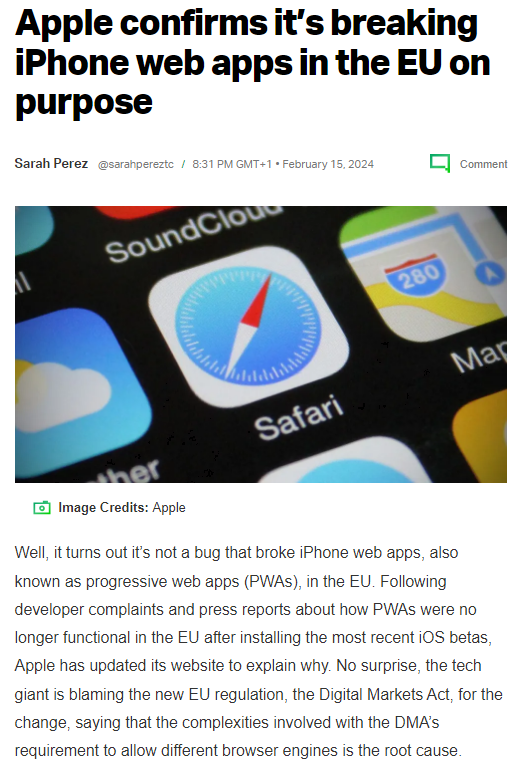 Apple confirms it's breaking
iPhone web apps in the EU on
purpose
Sarah Perez @sarahpereztc / 8:31 PM GMT+1 • February 15, 2024
Comment
SoundCloud
280
A
Safari
Image Credits: Apple
Well, it turns out it's not a bug that broke iPhone web apps, also
known as progressive web apps (PWAs), in the EU. Following
developer complaints and press reports about how PWAs were no
longer functional in the EU after installing the most recent iOS betas,
Apple has updated its website to explain why. No surprise, the tech
giant is blaming the new EU regulation, the Digital Markets Act, for the
change, saying that the complexities involved with the DMA's
requirement to allow different browser engines is the root cause.